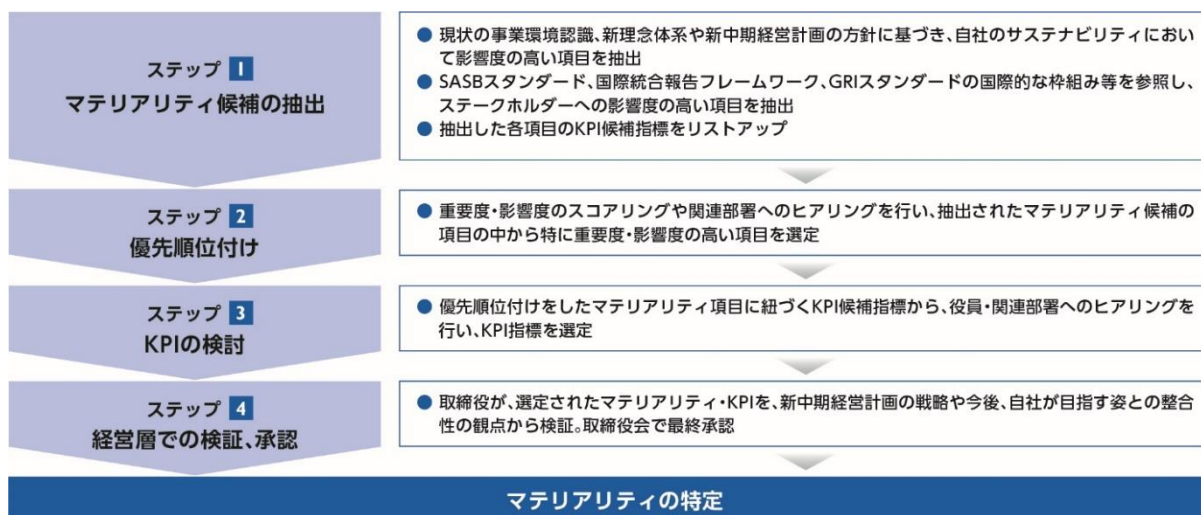 ステップ 1
マテリアリティ候補の抽出
● 現状の事業環境認識、新理念体系や新中期経営計画の方針に基づき、自社のサステナビリティにおい
て影響度の高い項目を抽出
● SASBスタンダード、国際統合報告フレームワーク、GRIスタンダードの国際的な枠組み等を参照し、
ステークホルダーへの影響度の高い項目を抽出
● 抽出した各項目のKPI候補指標をリストアップ
ステップ 2
優先順位付け
● 重要度・影響度のスコアリングや関連部署へのヒアリングを行い、抽出されたマテリアリティ候補の
項目の中から特に重要度・影響度の高い項目を選定
ステップ 3
KPIの検討
● 優先順位付けをしたマテリアリティ項目に紐づくKPI候補指標から、役員・関連部署へのヒアリングを
行い、KPI指標を選定
ステップ 4
経営層での検証、承認
● 取締役が、選定されたマテリアリティ・KPIを、新中期経営計画の戦略や今後、自社が目指す姿との整合
性の観点から検証。取締役会で最終承認
マテリアリティの特定